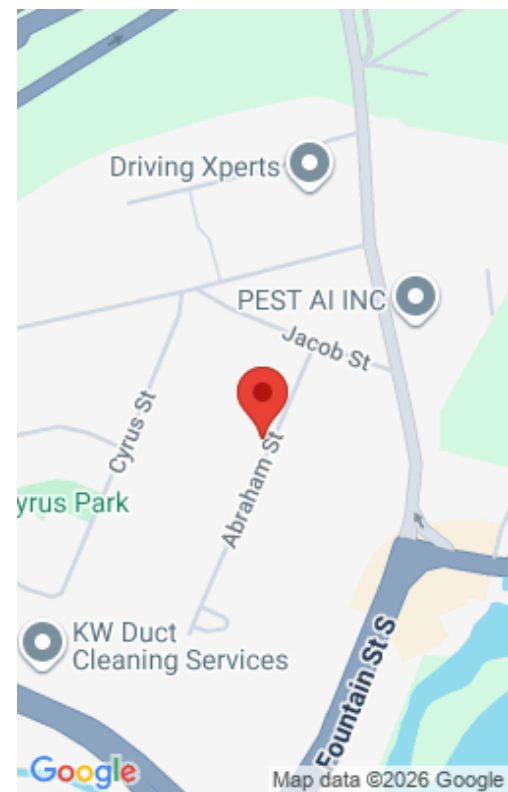 Driving Xperts
PEST AI INC
Jacob St
Cyrus St
Abraham St
yrus Park
KW Duct
Cleaning Services
Fountain St S
Google
Map data ©2026 Google